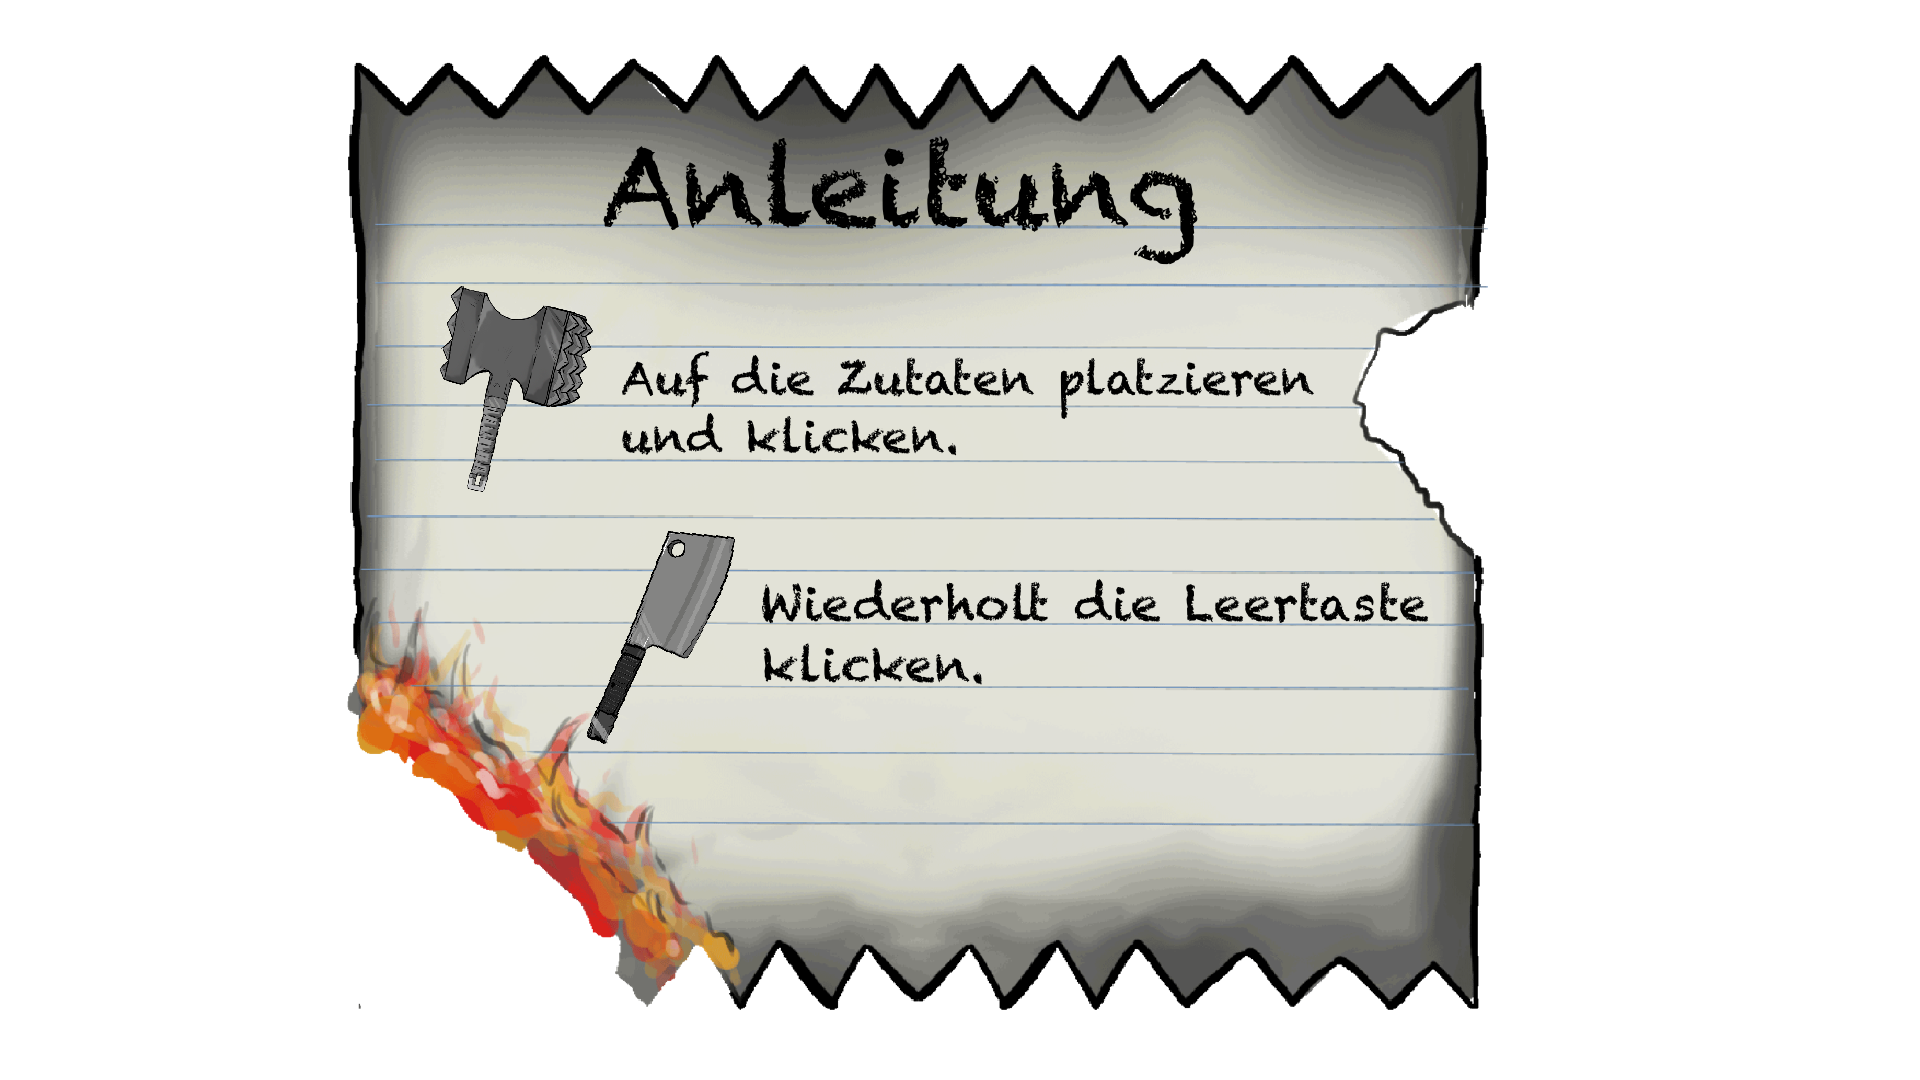 Anleitung
Auf die Zutaten platzieren
und klicken.
Wiederholt die Leertaste
klicken.